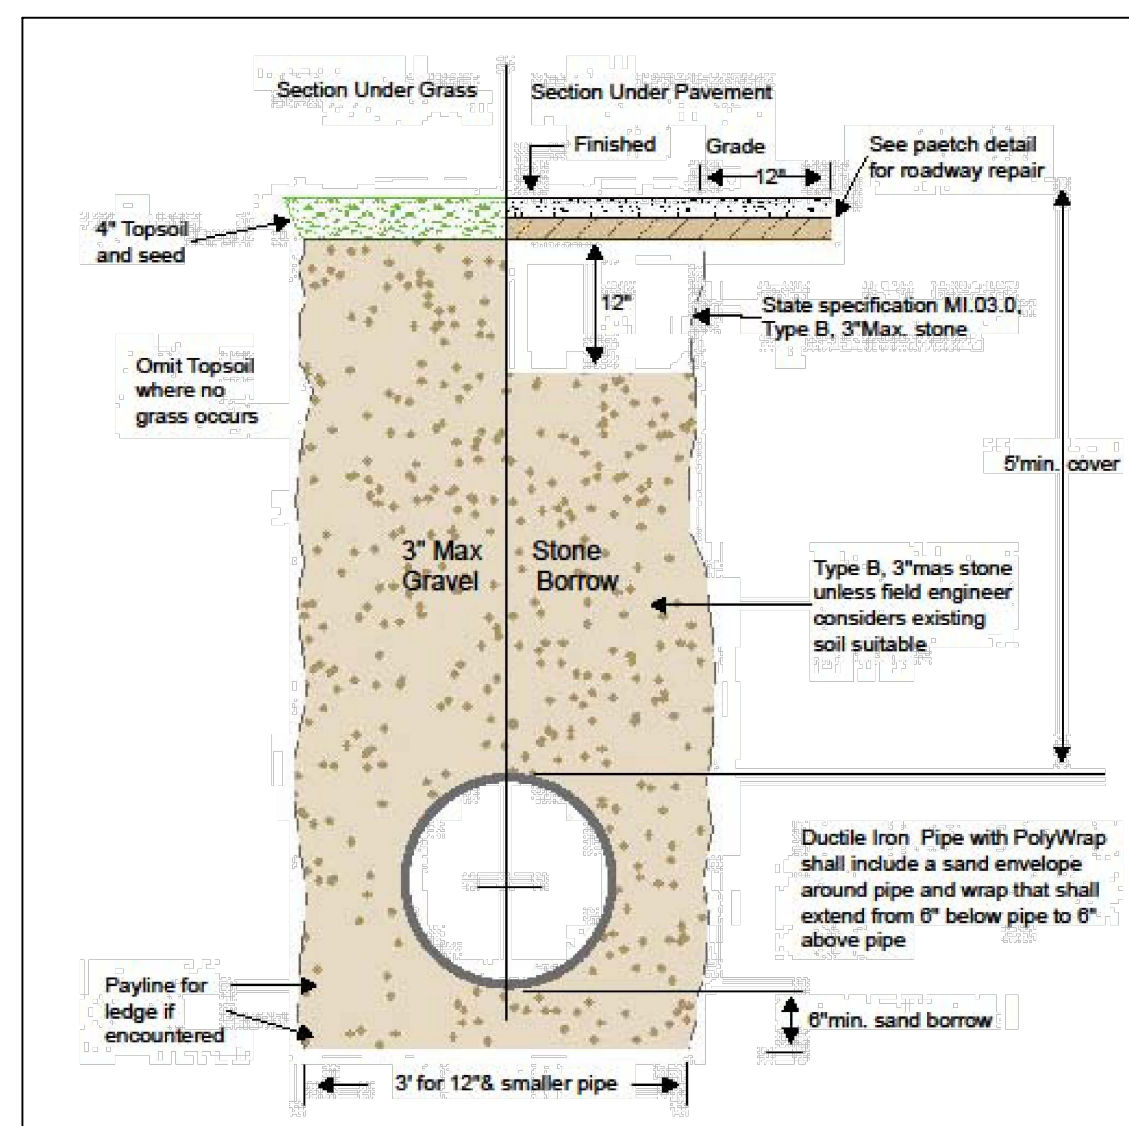 Section Under Grass
Section Under Pavement
Finished
Grade
See paetch detail
for roadway repair
12"
4" Topsoil
and seed
12"
State specification MI.03.0,
Type B, 3"Max. stone
Omit Topsoil
where no
grass occurs
5'min. cover
3" Max
Gravel
Stone
Borrow
Type B, 3"mas stone
unless field engineer
considers existing
soil suitable
Ductile Iron Pipe with PolyWrap
shall include a sand envelope
around pipe and wrap that shall
extend from 6" below pipe to 6"
above pipe
Payline for
ledge if
encountered
6"min. sand borrow
3' for 12"& smaller pipe